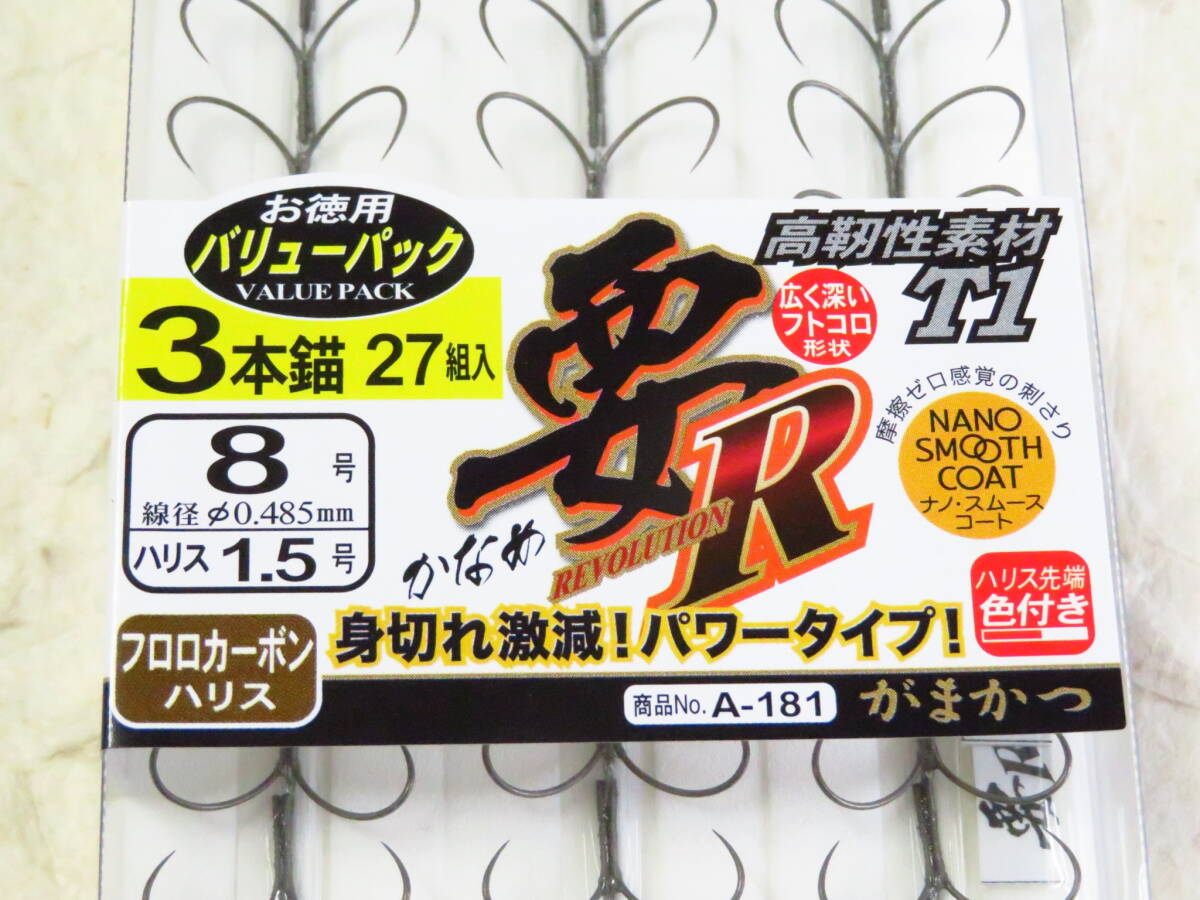 お徳用
バリューパック
VALUE PACK
3本錨 27組入
8号
線径 φ0.485mm
ハリス 1.5号
フロロカーボン
ハリス
要R
かなめ
REVOLUTION
高靭性素材
T1
広く深い
フトコロ
形状
摩擦ゼロ感覚の刺さり
NANO
SMOOTH
COAT
ナノ・スムース
コート
ハリス先端
色付き
身切れ激減!パワータイプ!
商品No. A-181
がまかつ
要R